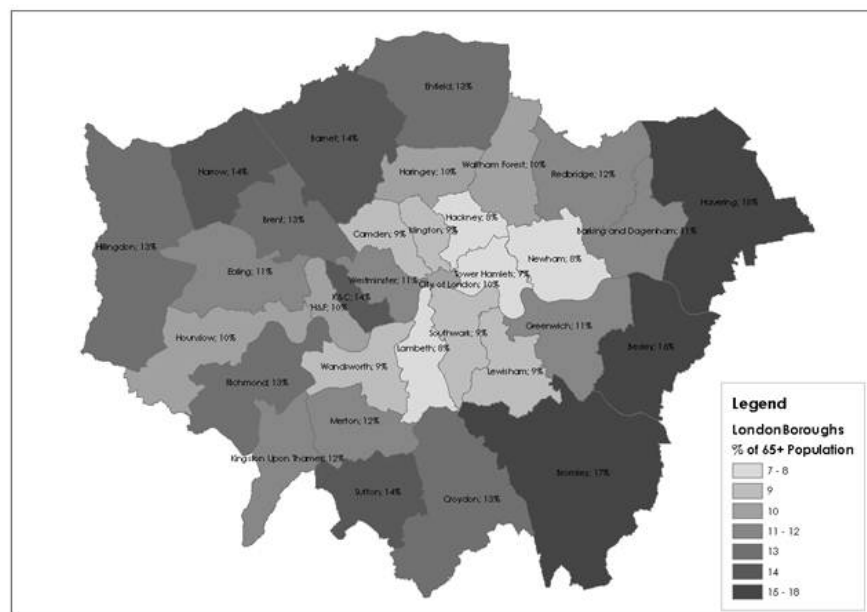 Enfield; 13%
Barnet; 14%
Harrow; 14%
Haringey; 10%
Waltham Forest; 10%
Redbridge; 12%
Havering; 18%
Brent; 13%
Hackney; 8%
Camden; 9%
Islington; 9%
Barking and Dagenham; 11%
Hillingdon; 13%
Newham; 8%
Ealing; 11%
Westminster; 11%
Tower Hamlets; 7%
City of London; 10%
K&C; 14%
H&F; 10%
Hounslow; 10%
Greenwich; 11%
Southwark; 9%
Bexley; 16%
Lambeth; 8%
Wandsworth; 9%
Lewisham; 9%
Richmond; 13%
Merton; 12%
Kingston Upon Thames; 12%
Bromley; 17%
Sutton; 14%
Croydon; 13%
Legend
London Boroughs
% of 65+ Population
7 - 8
9
10
11 - 12
13
14
15 - 18